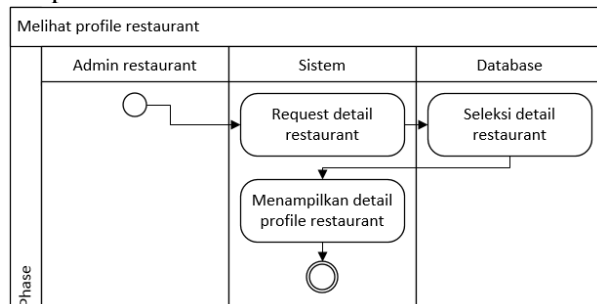 Melihat profile restaurant
Admin restaurant
Sistem
Database
Request detail
restaurant
Seleksi detail
restaurant
Menampilkan detail
profile restaurant
Phase